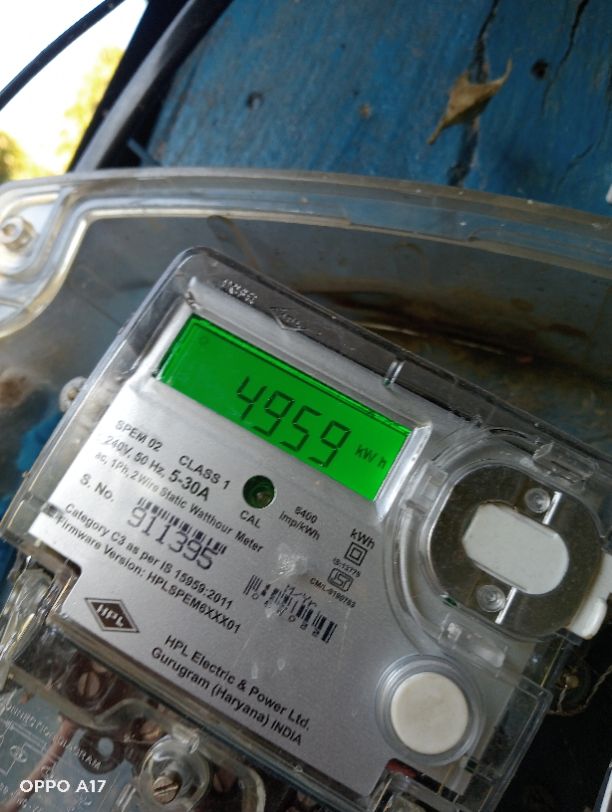 4959 kWh
SPEM 02 CLASS 1
240V, 50 Hz, 5-30A
ac, 1Ph, 2 Wire Static Watthour Meter
CAL
6400
Imp/kWh
kWh
S. No.
911395
IS:13779
Category C3 as per IS 15959:2011
Firmware Version: HPLSPEM6XXX01
HPL
HPL Electric & Power Ltd.
Gurugram (Haryana) INDIA
OPPO A17